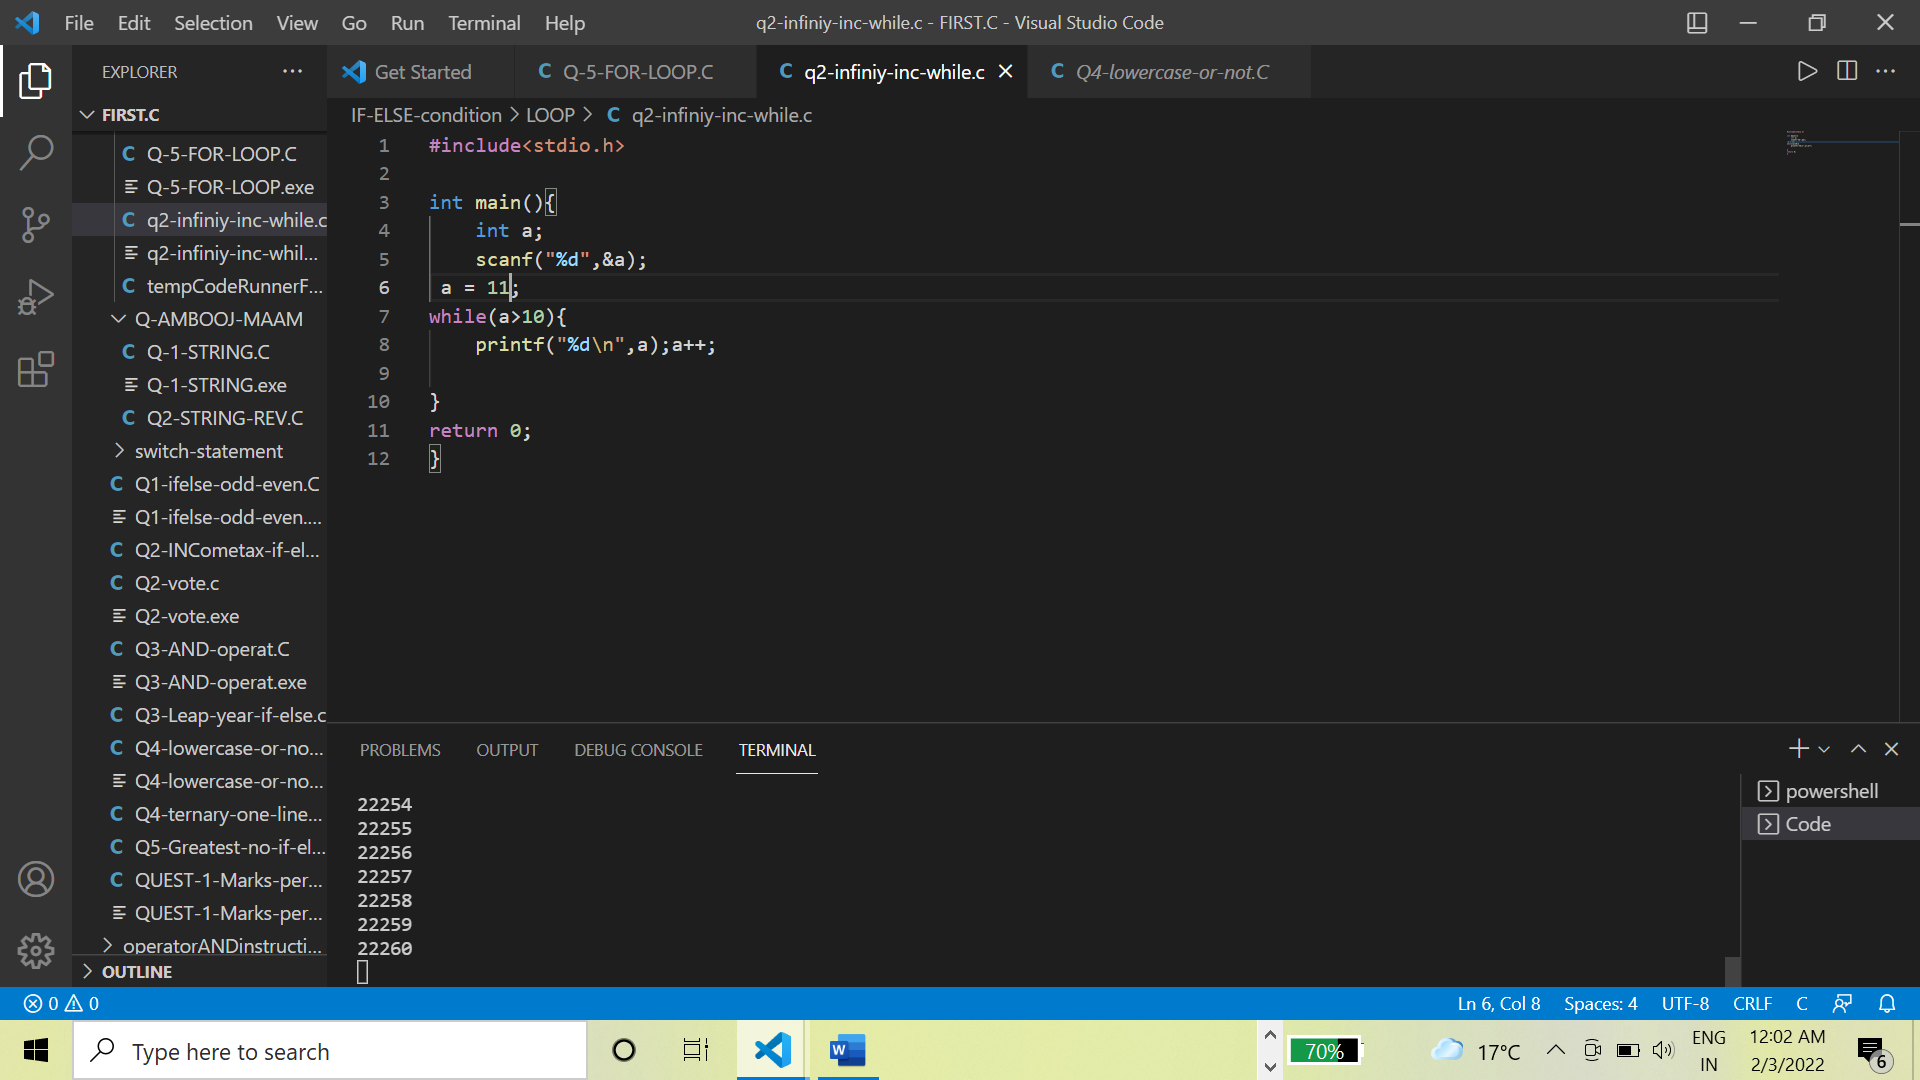 File Edit Selection View Go Run Terminal Help
q2-infiniy-inc-while.c - FIRST.C - Visual Studio Code
EXPLORER
FIRST.C
Q-5-FOR-LOOP.C
Q-5-FOR-LOOP.exe
q2-infiniy-inc-while.c
q2-infiniy-inc-whil...
tempCodeRunnerF...
Q-AMBOOJ-MAAM
Q-1-STRING.C
Q-1-STRING.exe
Q2-STRING-REV.C
switch-statement
Q1-ifelse-odd-even.C
Q1-ifelse-odd-even....
Q2-INCometax-if-el...
Q2-vote.c
Q2-vote.exe
Q3-AND-operat.C
Q3-AND-operat.exe
Q3-Leap-year-if-else.c
Q4-lowercase-or-no...
Q4-lowercase-or-no...
Q4-ternary-one-line...
Q5-Greatest-no-if-el...
QUEST-1-Marks-per...
QUEST-1-Marks-per...
operatorANDinstructi...
OUTLINE
Get Started
C Q-5-FOR-LOOP.C
C q2-infiniy-inc-while.c
C Q4-lowercase-or-not.C
IF-ELSE-condition > LOOP > C q2-infiniy-inc-while.c
1 #include<stdio.h>
2
3 int main(){
4 int a;
5 scanf("%d",&a);
6 a = 11;
7 while(a>10){
8 printf("%d\n",a);a++;
9
10 }
11 return 0;
12 }
PROBLEMS OUTPUT DEBUG CONSOLE TERMINAL
22254
22255
22256
22257
22258
22259
22260
powershell
Code
0 0
Ln 6, Col 8 Spaces: 4 UTF-8 CRLF C
Type here to search
W
70%
17°C
ENG
IN
12:02 AM
2/3/2022
6